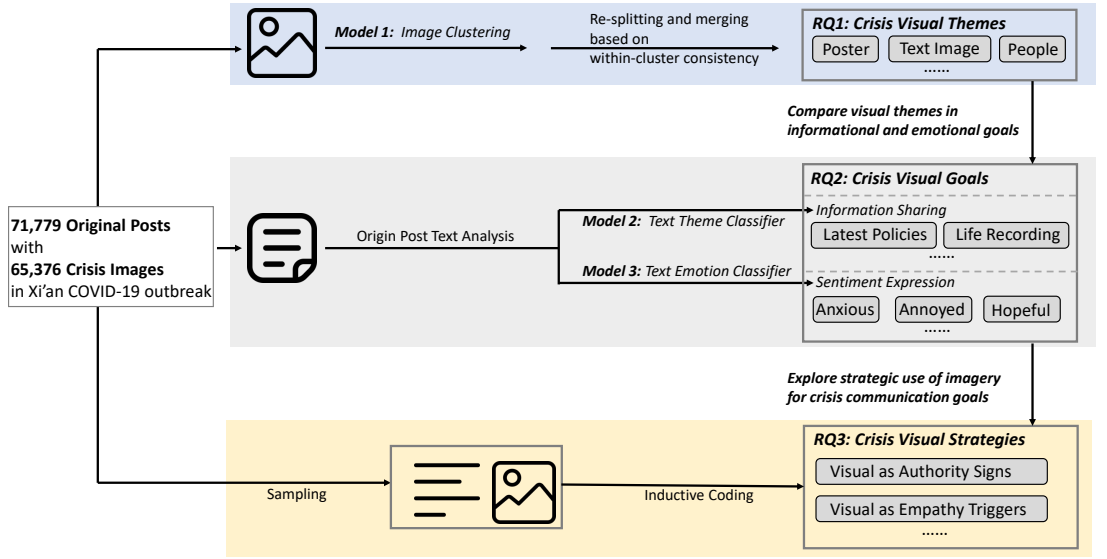 71,779 Original Posts
with
65,376 Crisis Images
in Xi’an COVID-19 outbreak
Model 1: Image Clustering
Re-splitting and merging
based on
within-cluster consistency
RQ1: Crisis Visual Themes
Poster
Text Image
People
......
Compare visual themes in
informational and emotional goals
Origin Post Text Analysis
Model 2: Text Theme Classifier
Model 3: Text Emotion Classifier
RQ2: Crisis Visual Goals
Information Sharing
Latest Policies
Life Recording
......
Sentiment Expression
Anxious
Annoyed
Hopeful
......
Explore strategic use of imagery
for crisis communication goals
Sampling
Inductive Coding
RQ3: Crisis Visual Strategies
Visual as Authority Signs
Visual as Empathy Triggers
......